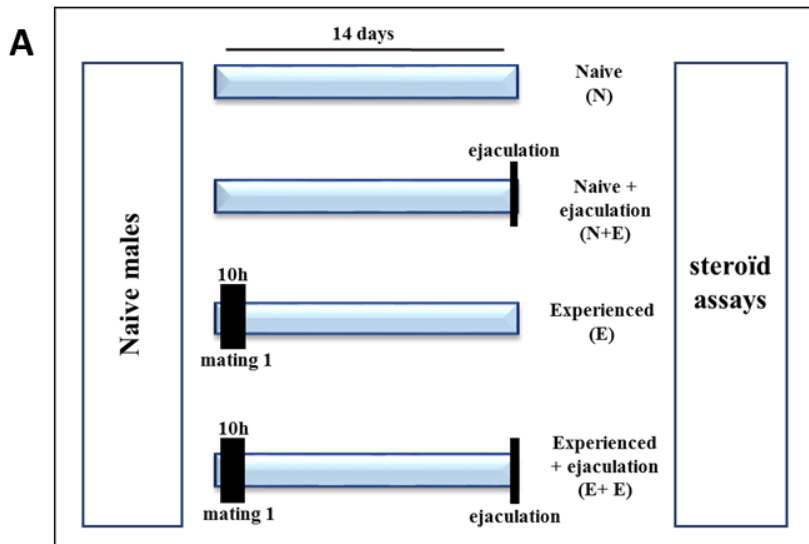 A
14 days
Naive
(N)
ejaculation
Naive +
ejaculation
(N+E)
10h
mating 1
Experienced
(E)
10h
mating 1
ejaculation
Experienced
+ ejaculation
(E+ E)
Naive males
steroïd
assays